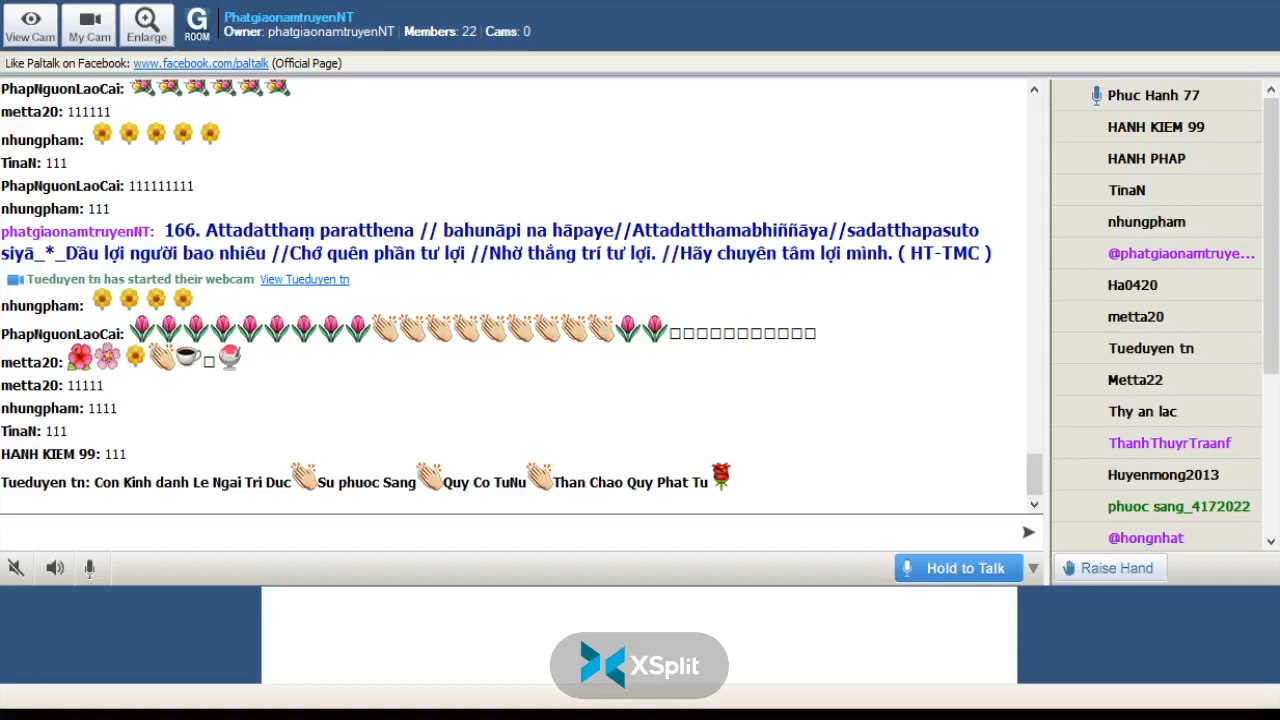 View Cam
My Cam
Enlarge
G
ROOM
PhatgiaonamtruyenNT
Owner: phatgiaonamtruyenNT | Members: 22 | Cams: 0
Like Paltalk on Facebook: www.facebook.com/paltalk (Official Page)
PhapNguonLaoCai:
metta20: 111111
nhungpham:
TinaN: 111
PhapNguonLaoCai: 111111111
nhungpham: 111
phatgiaonamtruyenNT: 166. Attadatthaṃ paratthena // bahunāpi na hāpaye//Attadatthamabhiññāya//sadatthapasuto
siyā_*_Dầu lợi người bao nhiêu //Chớ quên phần tư lợi //Nhờ thắng trí tư lợi. //Hãy chuyên tâm lợi mình. ( HT-TMC )
Tueduyen tn has started their webcam View Tueduyen tn
nhungpham:
PhapNguonLaoCai:
metta20:
metta20: 11111
nhungpham: 1111
TinaN: 111
HANH KIEM 99: 111
Tueduyen tn: Con Kinh danh Le Ngai Tri Duc Su phuoc Sang Quy Co TuNu Than Chao Quy Phat Tu
Hold to Talk
Phuc Hanh 77
HANH KIEM 99
HANH PHAP
TinaN
nhungpham
@phatgiaonamtruye...
Ha0420
metta20
Tueduyen tn
Metta22
Thy an lac
ThanhThuyrTraanf
Huyenmong2013
phuoc sang_4172022
@hongnhat
Raise Hand
XSplit